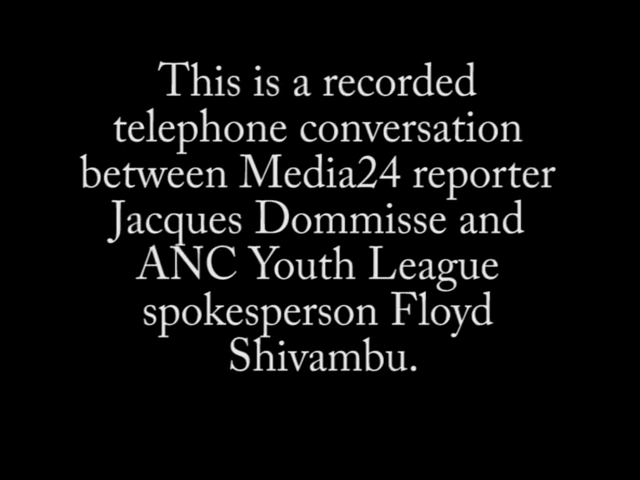 This is a recorded
telephone conversation
between Media24 reporter
Jacques Dommisse and
ANC Youth League
spokesperson Floyd
Shivambu.